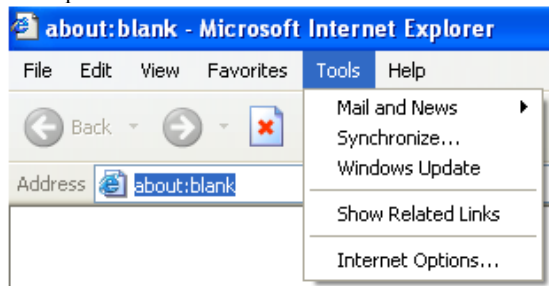 about:blank - Microsoft Internet Explorer
File Edit View Favorites Tools Help
Mail and News
Back
Synchronize...
Windows Update
Address about:blank
Show Related Links
Internet Options...